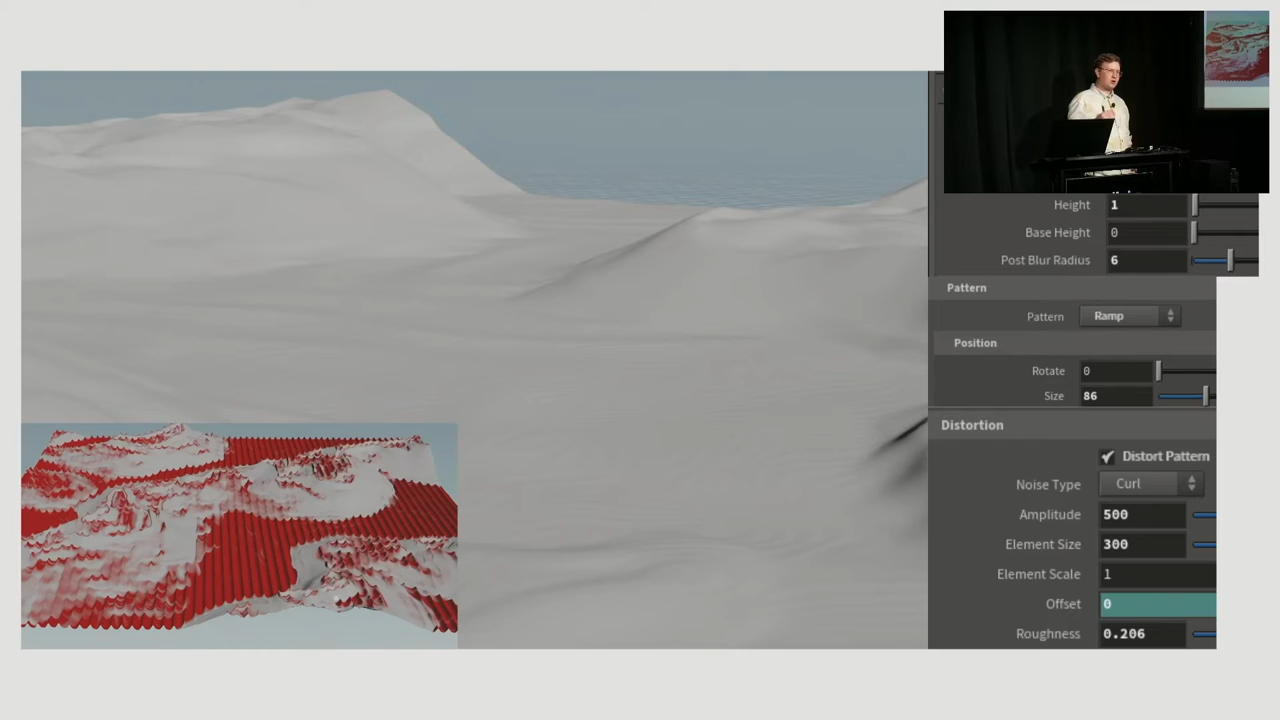 Height 1
Base Height 0
Post Blur Radius 6
Pattern
Pattern Ramp
Position
Rotate 0
Size 86
Distortion
Distort Pattern
Noise Type Curl
Amplitude 500
Element Size 300
Element Scale 1
Offset 0
Roughness 0.206